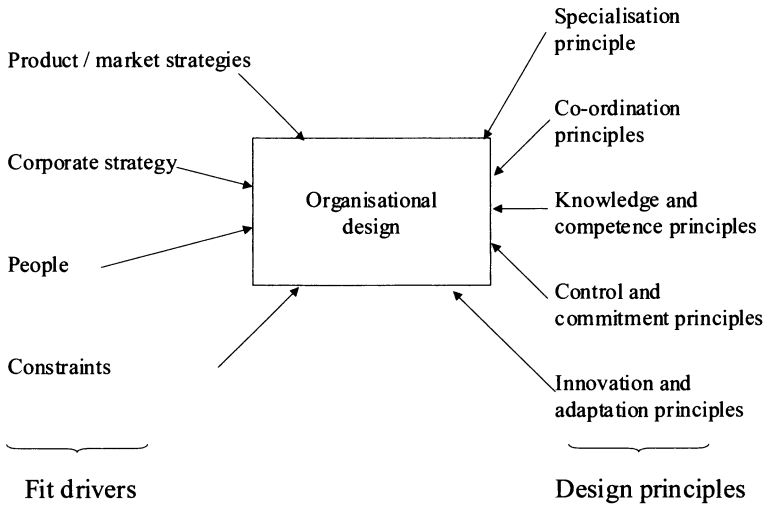 Product / market strategies
Corporate strategy
People
Constraints
Fit drivers
Organisational
design
Specialisation
principle
Co-ordination
principles
Knowledge and
competence principles
Control and
commitment principles
Innovation and
adaptation principles
Design principles